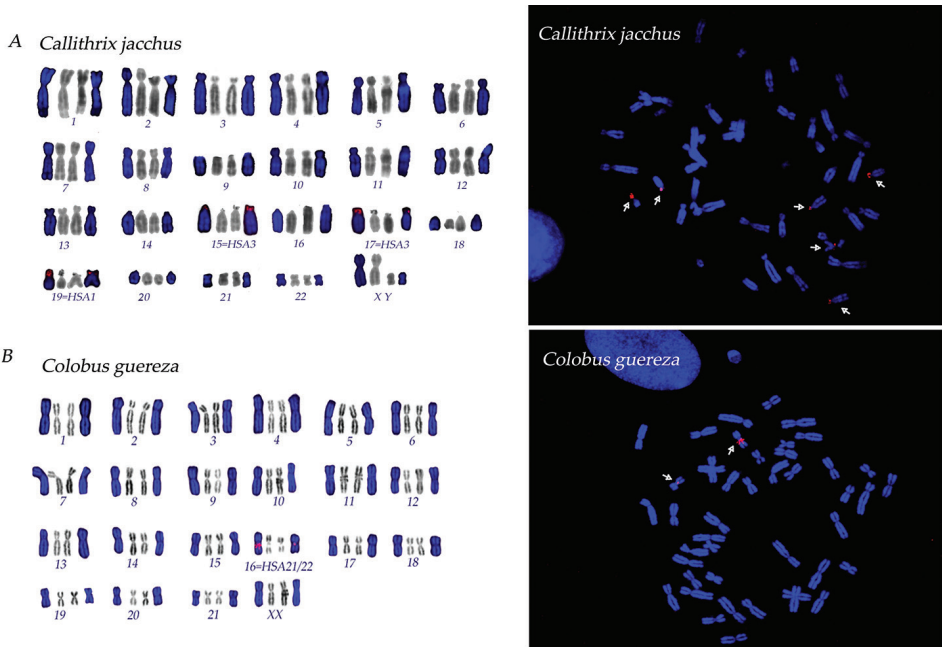 A Callithrix jacchus
1 2 3 4 5 6
7 8 9 10 11 12
13 14 15=HSA3 16 17=HSA3 18
19=HSA1 20 21 22 X Y
Callithrix jacchus
B Colobus guereza
1 2 3 4 5 6
7 8 9 10 11 12
13 14 15 16=HSA21/22 17 18
19 20 21 XX
Colobus guereza